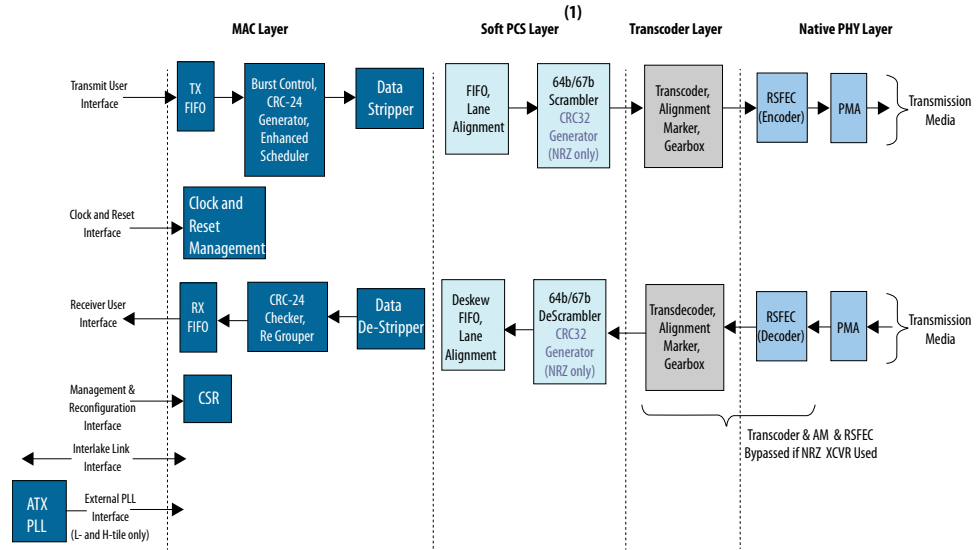 (1)
MAC Layer
Soft PCS Layer
Transcoder Layer
Native PHY Layer
Transmit User
Interface
TX
FIFO
Burst Control,
CRC-24
Generator,
Enhanced
Scheduler
Data
Stripper
FIFO,
Lane
Alignment
64b/67b
Scrambler
CRC32
Generator
(NRZ only)
Transcoder,
Alignment
Marker,
Gearbox
RSFEC
(Encoder)
PMA
Transmission
Media
Clock and Reset
Interface
Clock and
Reset
Management
Receiver User
Interface
RX
FIFO
CRC-24
Checker,
Re Grouper
Data
De-Stripper
Deskew
FIFO,
Lane
Alignment
64b/67b
DeScrambler
CRC32
Generator
(NRZ only)
Transdecoder,
Alignment
Marker,
Gearbox
RSFEC
(Decoder)
PMA
Transmission
Media
Management &
Reconfiguration
Interface
CSR
Transcoder & AM & RSFEC
Bypassed if NRZ XCVR Used
Interlake Link
Interface
ATX
PLL
External PLL
Interface
(L- and H-tile only)